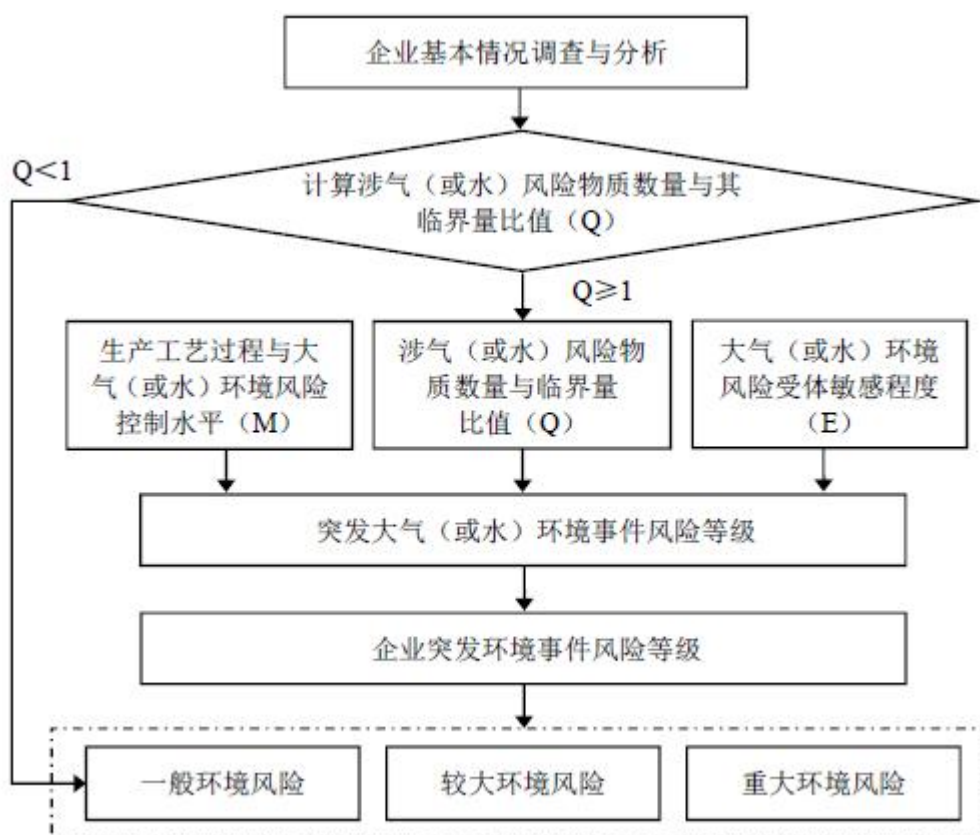 企业基本情况调查与分析
Q＜1
计算涉气（或水）风险物质数量与其
临界量比值（Q）
Q≥1
生产工艺过程与大
气（或水）环境风险
控制水平（M）
涉气（或水）风险物
质数量与临界量
比值（Q）
大气（或水）环境
风险受体敏感程度
（E）
突发大气（或水）环境事件风险等级
企业突发环境事件风险等级
一般环境风险
较大环境风险
重大环境风险